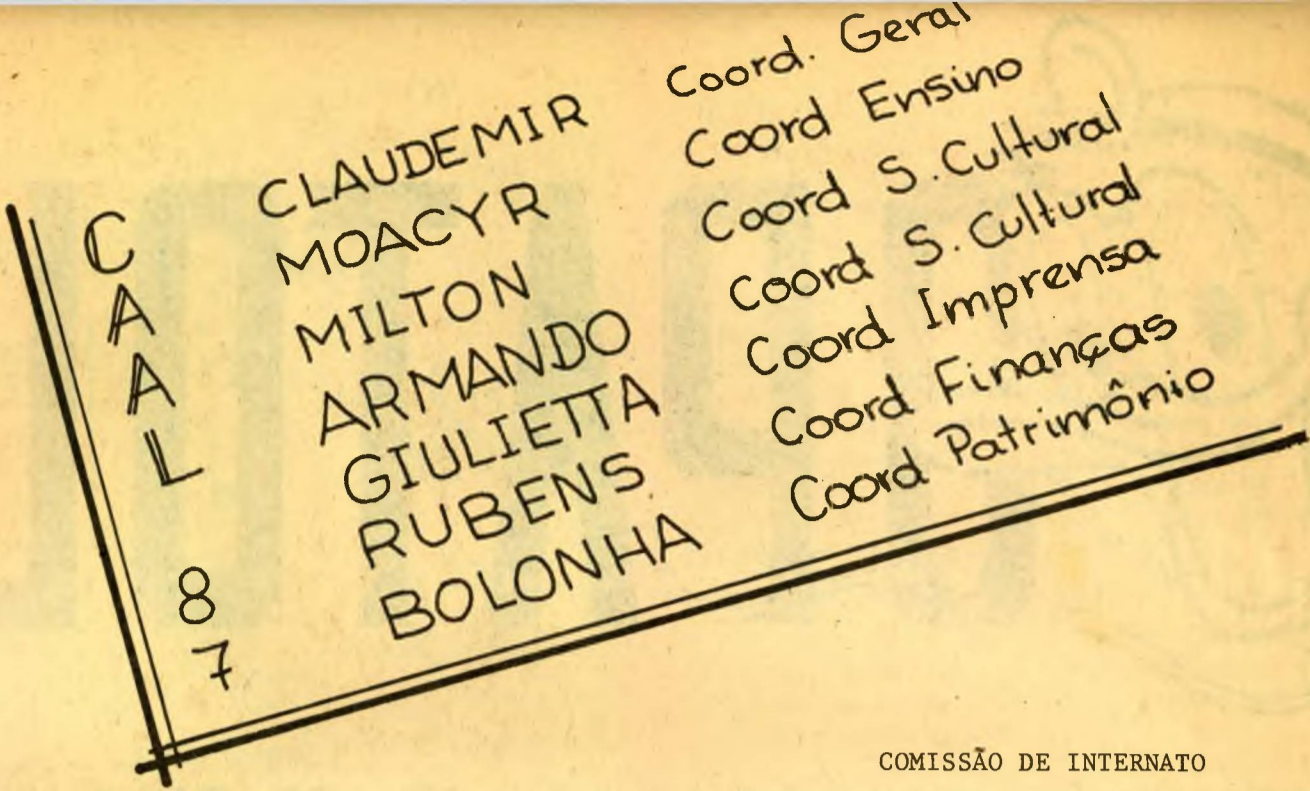 CAAL 87
CLAUDEMIR Coord. Geral
MOACYR Coord Ensino
MILTON Coord S. Cultural
ARMANDO Coord S. Cultural
GIULIETTA Coord Imprensa
RUBENS Coord Finanças
BOLONHA Coord Patrimônio
COMISSÃO DE INTERNATO